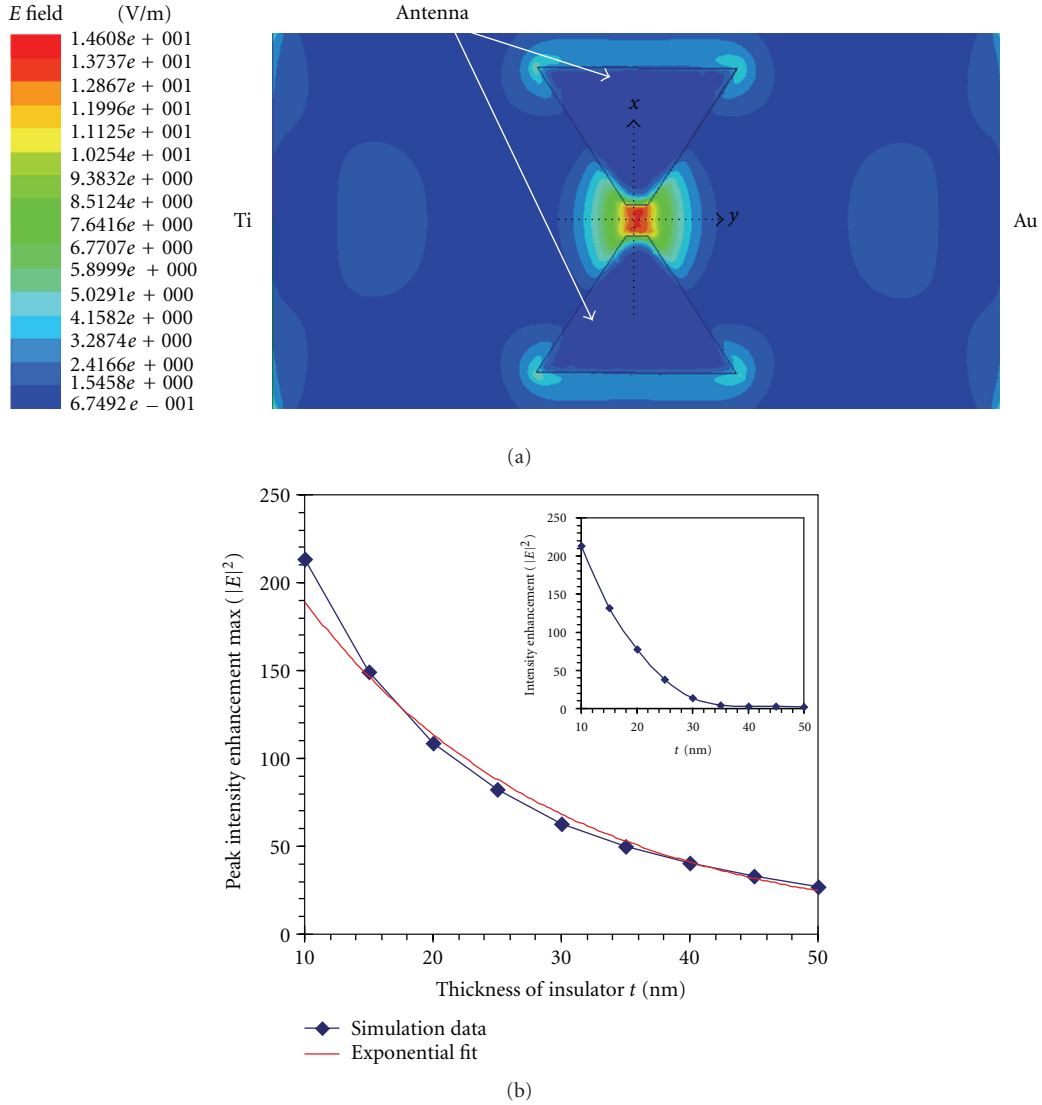 E field (V/m)
Antenna
1.4608e + 001
1.3737e + 001
1.2867e + 001
1.1996e + 001
1.1125e + 001
1.0254e + 001
9.3832e + 000
8.5124e + 000
7.6416e + 000
6.7707e + 000
5.8999e + 000
5.0291e + 000
4.1582e + 000
3.2874e + 000
2.4166e + 000
1.5458e + 000
6.7492e − 001
Ti
x
y
Au
(a)
Peak intensity enhancement max (|E|²)
250
200
150
100
50
0
10 20 30 40 50
Thickness of insulator t (nm)
Intensity enhancement (|E|²)
250
200
150
100
50
0
10 20 30 40 50
t (nm)
Simulation data
Exponential fit
(b)